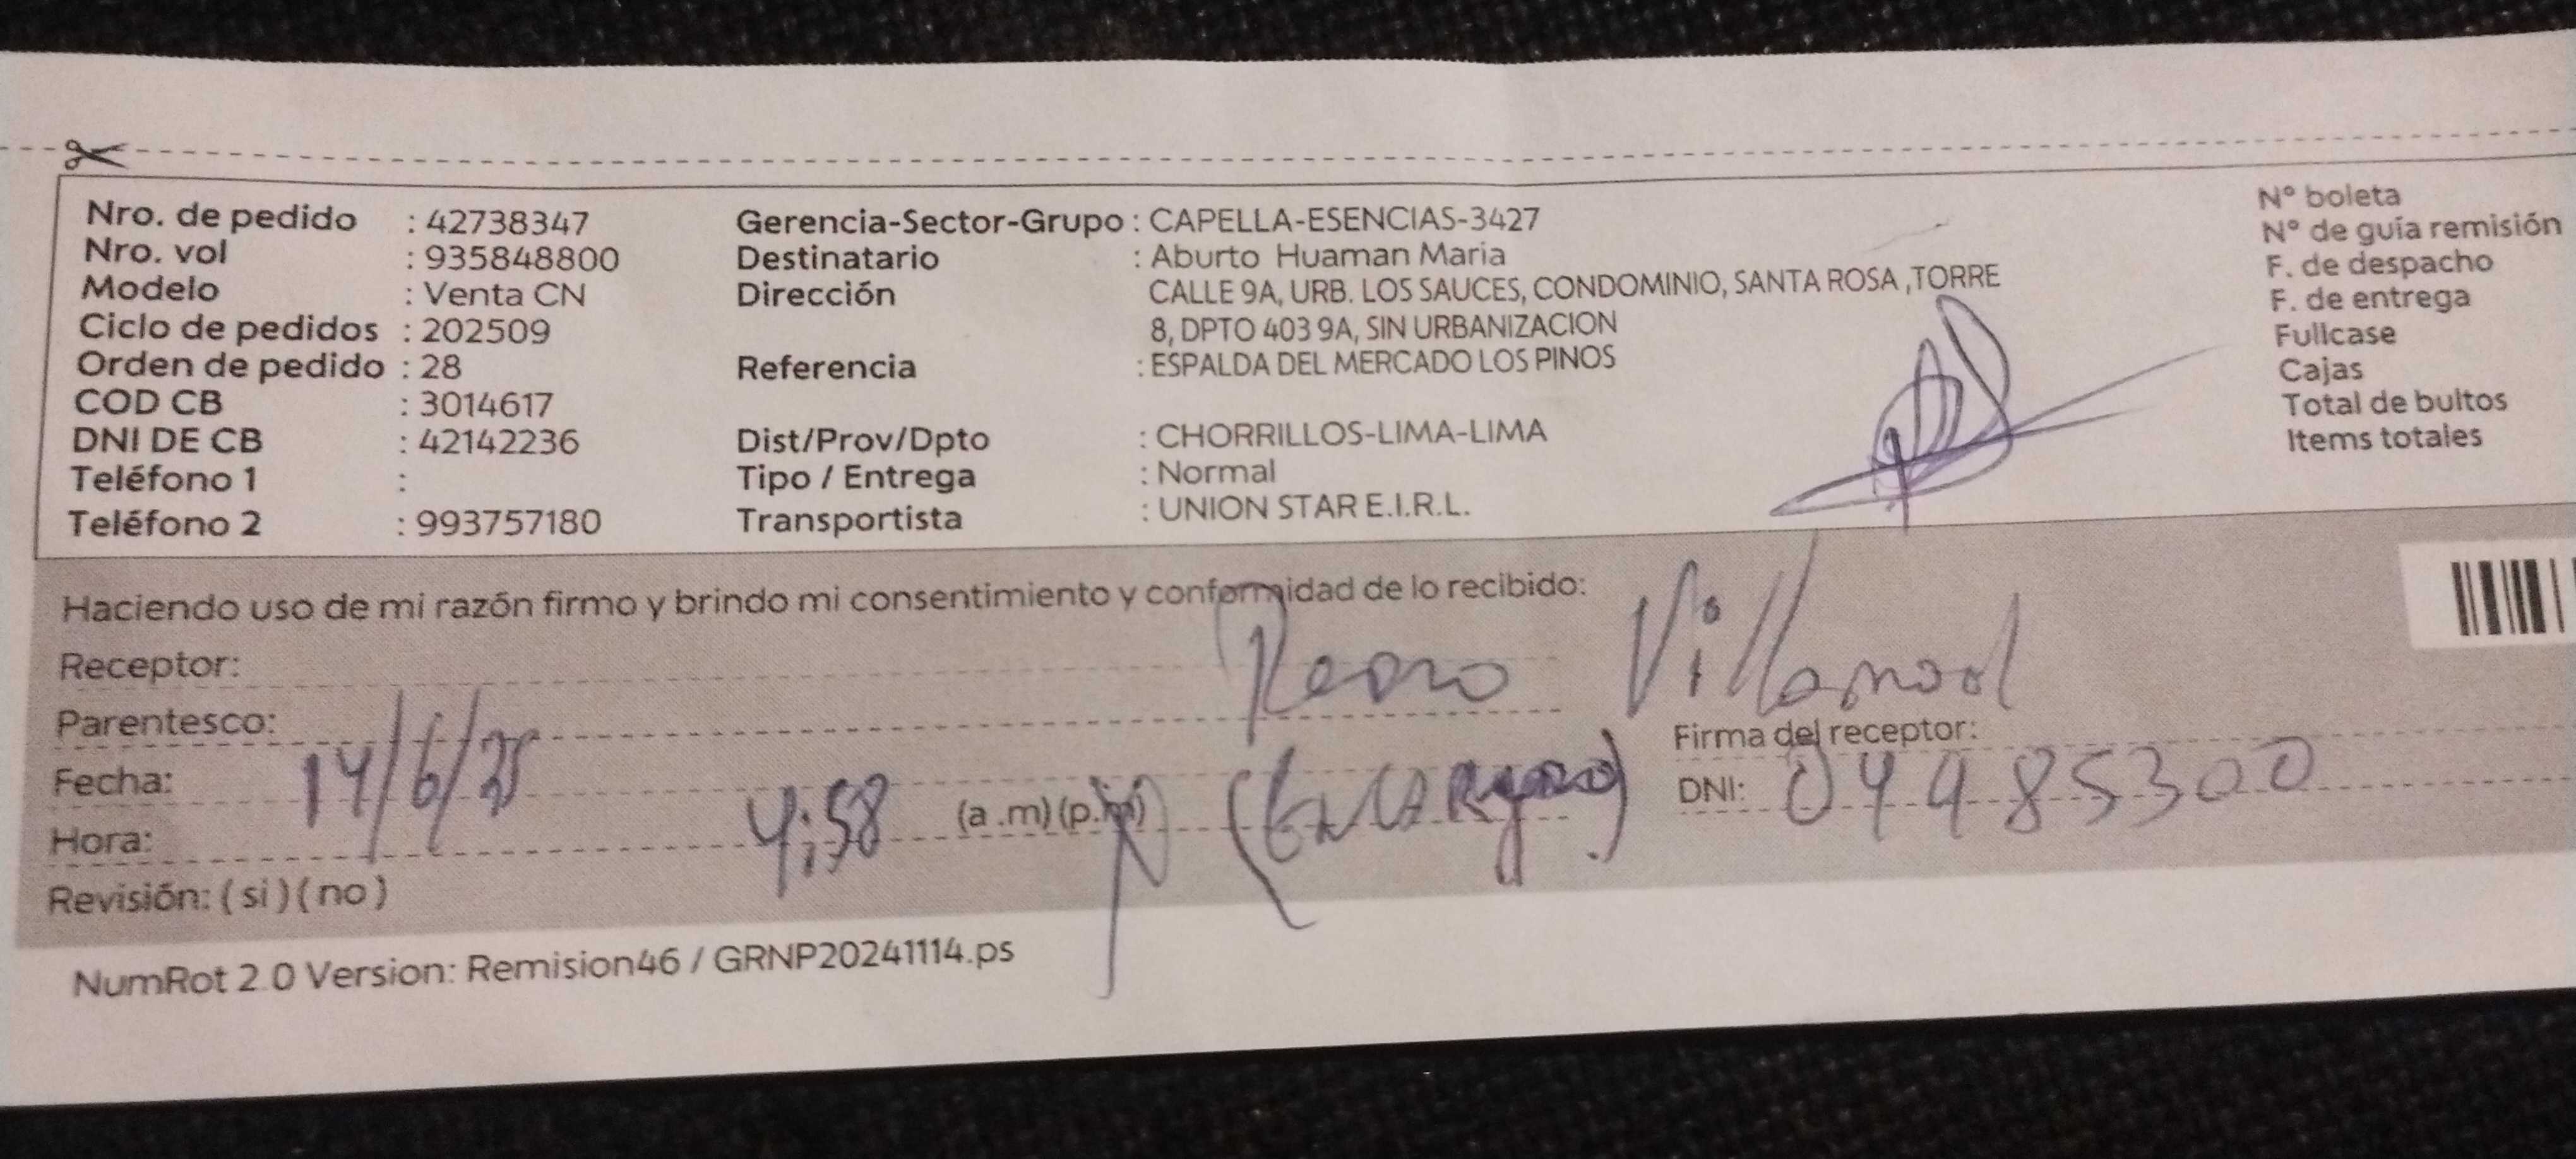 Nro. de pedido : 42738347
Nro. vol : 935848800
Modelo : Venta CN
Ciclo de pedidos : 202509
Orden de pedido : 28
COD CB : 3014617
DNI DE CB : 42142236
Teléfono 1 :
Teléfono 2 : 993757180
Gerencia-Sector-Grupo : CAPELLA-ESENCIAS-3427
Destinatario : Aburto Huaman Maria
Dirección CALLE 9A, URB. LOS SAUCES, CONDOMINIO, SANTA ROSA ,TORRE
8, DPTO 403 9A, SIN URBANIZACION
Referencia : ESPALDA DEL MERCADO LOS PINOS
Dist/Prov/Dpto : CHORRILLOS-LIMA-LIMA
Tipo / Entrega : Normal
Transportista : UNION STAR E.I.R.L.
N° boleta
N° de guía remisión
F. de despacho
F. de entrega
Fullcase
Cajas
Total de bultos
Items totales
Haciendo uso de mi razón firmo y brindo mi consentimiento y conformidad de lo recibido:
Receptor: Pedro
Parentesco:
Firma del receptor:
Fecha: 14/6/25
DNI: 04485300
Hora: 4:58 (a .m) (p.m)
Revisión: ( si ) ( no )
NumRot 2.0 Version: Remision46 / GRNP20241114.ps